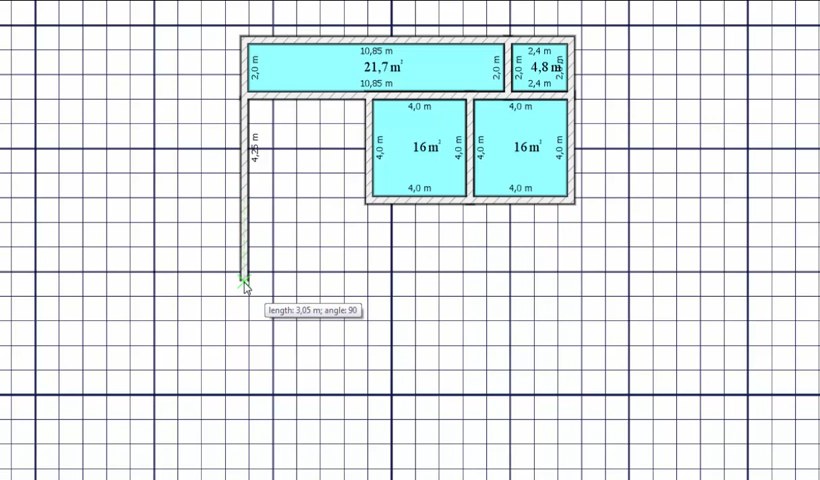 10,85 m
2,4 m
2,0 m
21,7 m²
2,0 m
2,0 m
4,8 m²
10,85 m
2,4 m
4,0 m
4,0 m
4,25 m
4,0 m
16 m²
4,0 m
4,0 m
16 m²
4,0 m
4,0 m
4,0 m
length: 3,05 m; angle: 90